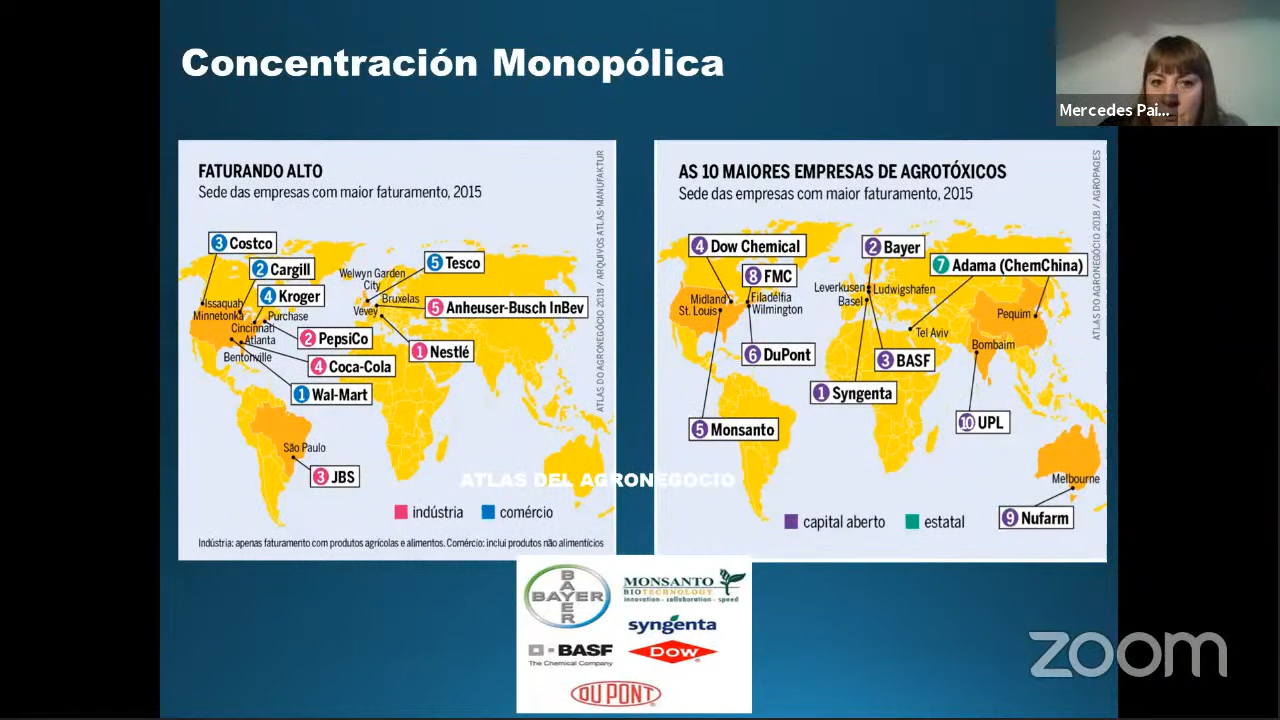 Concentración Monopólica
Mercedes Pai...
FATURANDO ALTO
Sede das empresas com maior faturamento, 2015
ATLAS DO AGRONEGÓCIO 2018 / ARQUIVOS ATLAS-MANUFAKTUR
3 Costco
2 Cargill
4 Kroger
Issaquah
Minnetonka
Cincinnati
Purchase
Atlanta
Bentonville
2 PepsiCo
4 Coca-Cola
1 Wal-Mart
Welwyn Garden
City
5 Tesco
Bruxelas
Vevey
5 Anheuser-Busch InBev
1 Nestlé
São Paulo
3 JBS
indústria
comércio
Indústria: apenas faturamento com produtos agrícolas e alimentos. Comércio: inclui produtos não alimentícios
AS 10 MAIORES EMPRESAS DE AGROTÓXICOS
Sede das empresas com maior faturamento, 2015
ATLAS DO AGRONEGÓCIO 2018 / AGROPAGES
4 Dow Chemical
8 FMC
Midland
St. Louis
Filadélfia
Wilmington
6 DuPont
5 Monsanto
2 Bayer
Leverkusen
Ludwigshafen
Basel
7 Adama (ChemChina)
Tel Aviv
Pequim
3 BASF
1 Syngenta
Bombaim
10 UPL
Melbourne
9 Nufarm
capital aberto
estatal
ATLAS DEL AGRONEGOCIO
BAYER
BAYER
MONSANTO
BIOTECHNOLOGY
innovation - collaboration - speed
syngenta
BASF
The Chemical Company
DOW
DU PONT
zoom